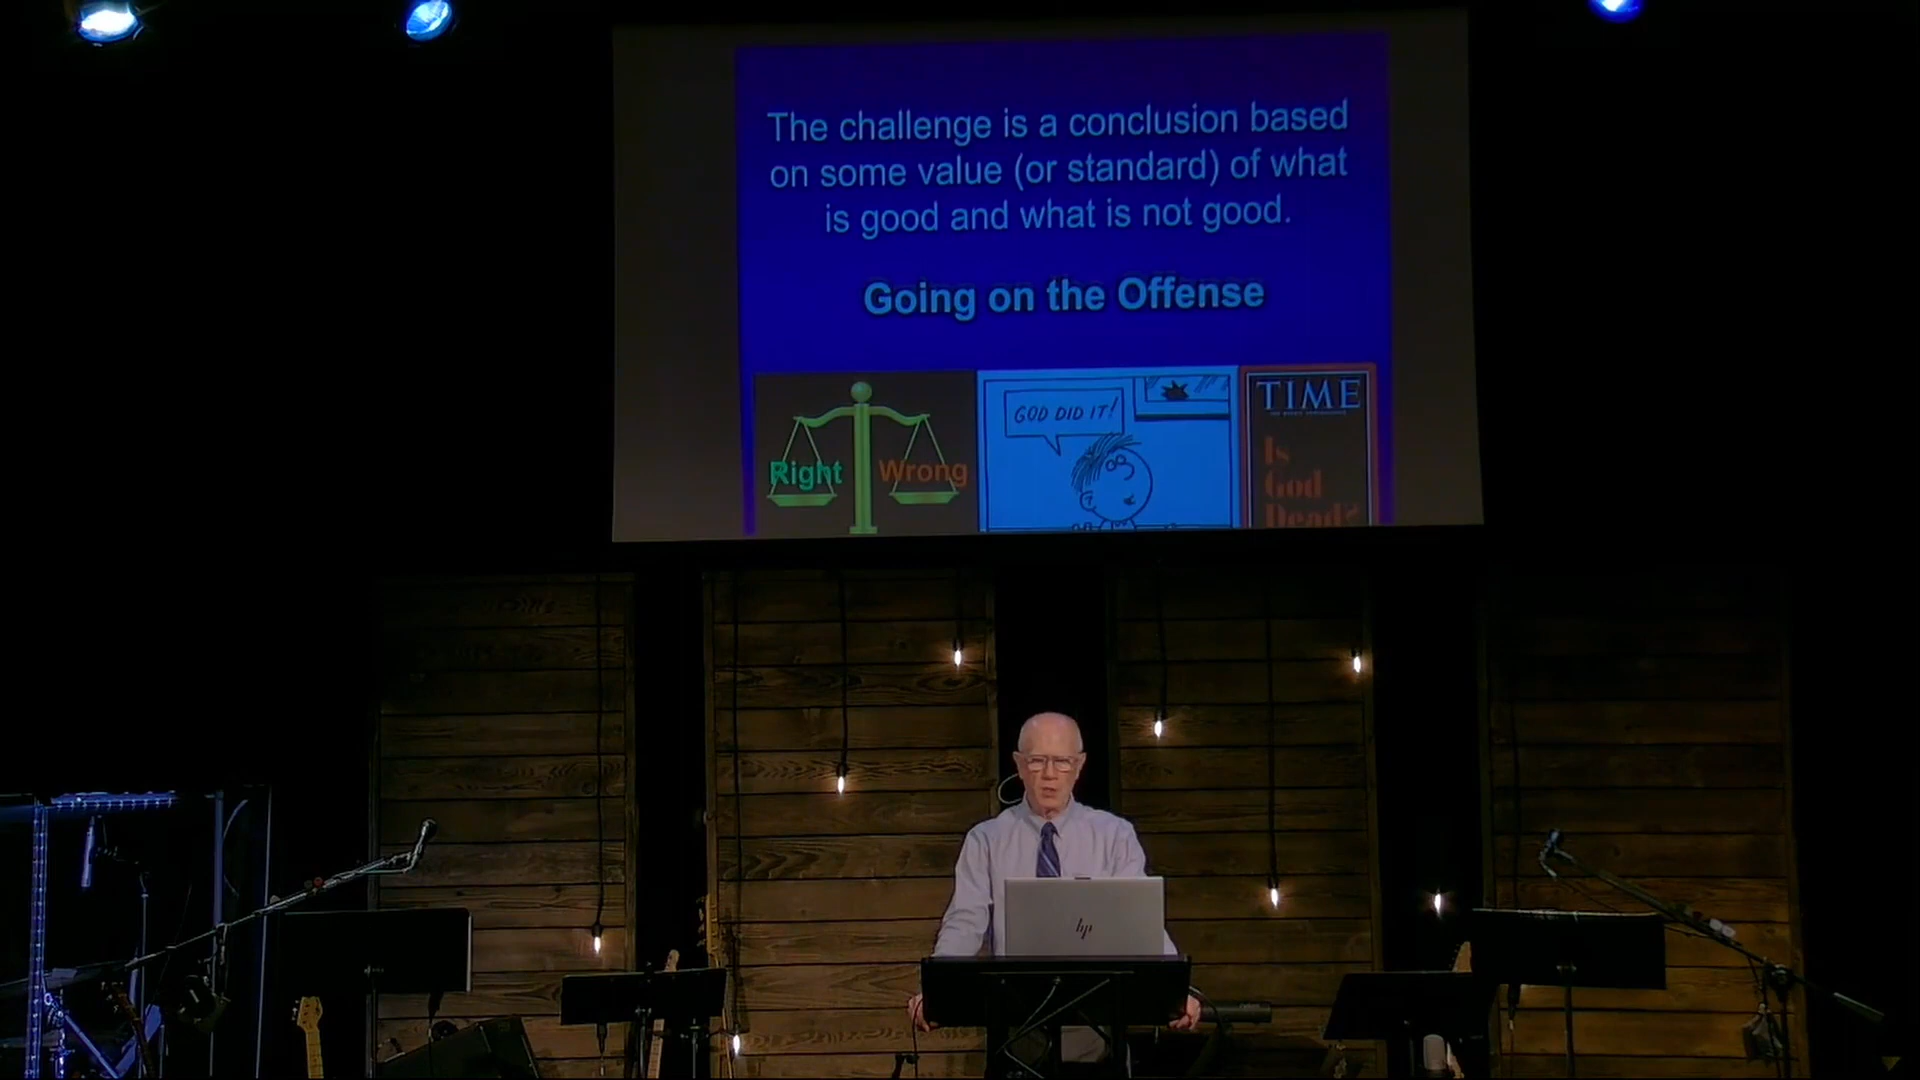 The challenge is a conclusion based
on some value (or standard) of what
is good and what is not good.
Going on the Offense
Right
Wrong
GOD DID IT!
TIME
Is
God
Dead?
hp